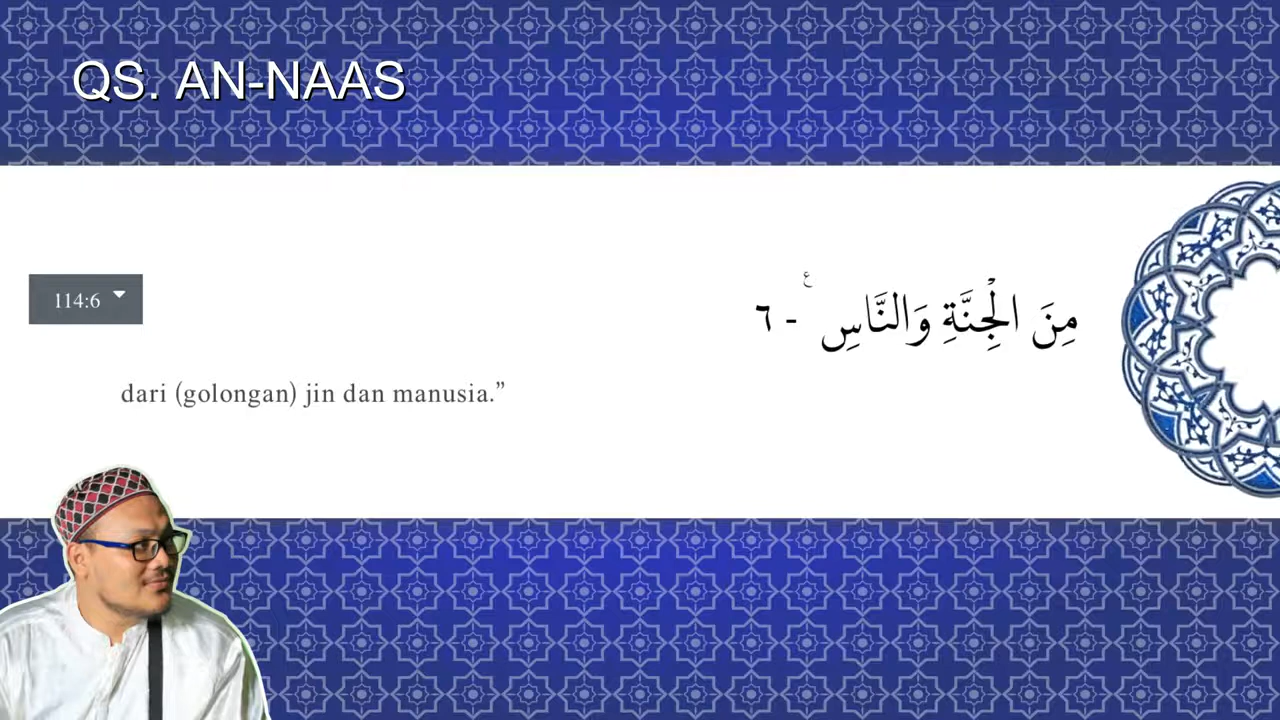 QS. AN-NAAS
114:6
مِنَ الْجِنَّةِ وَالنَّاسِ ࣖ - ٦
dari (golongan) jin dan manusia.”